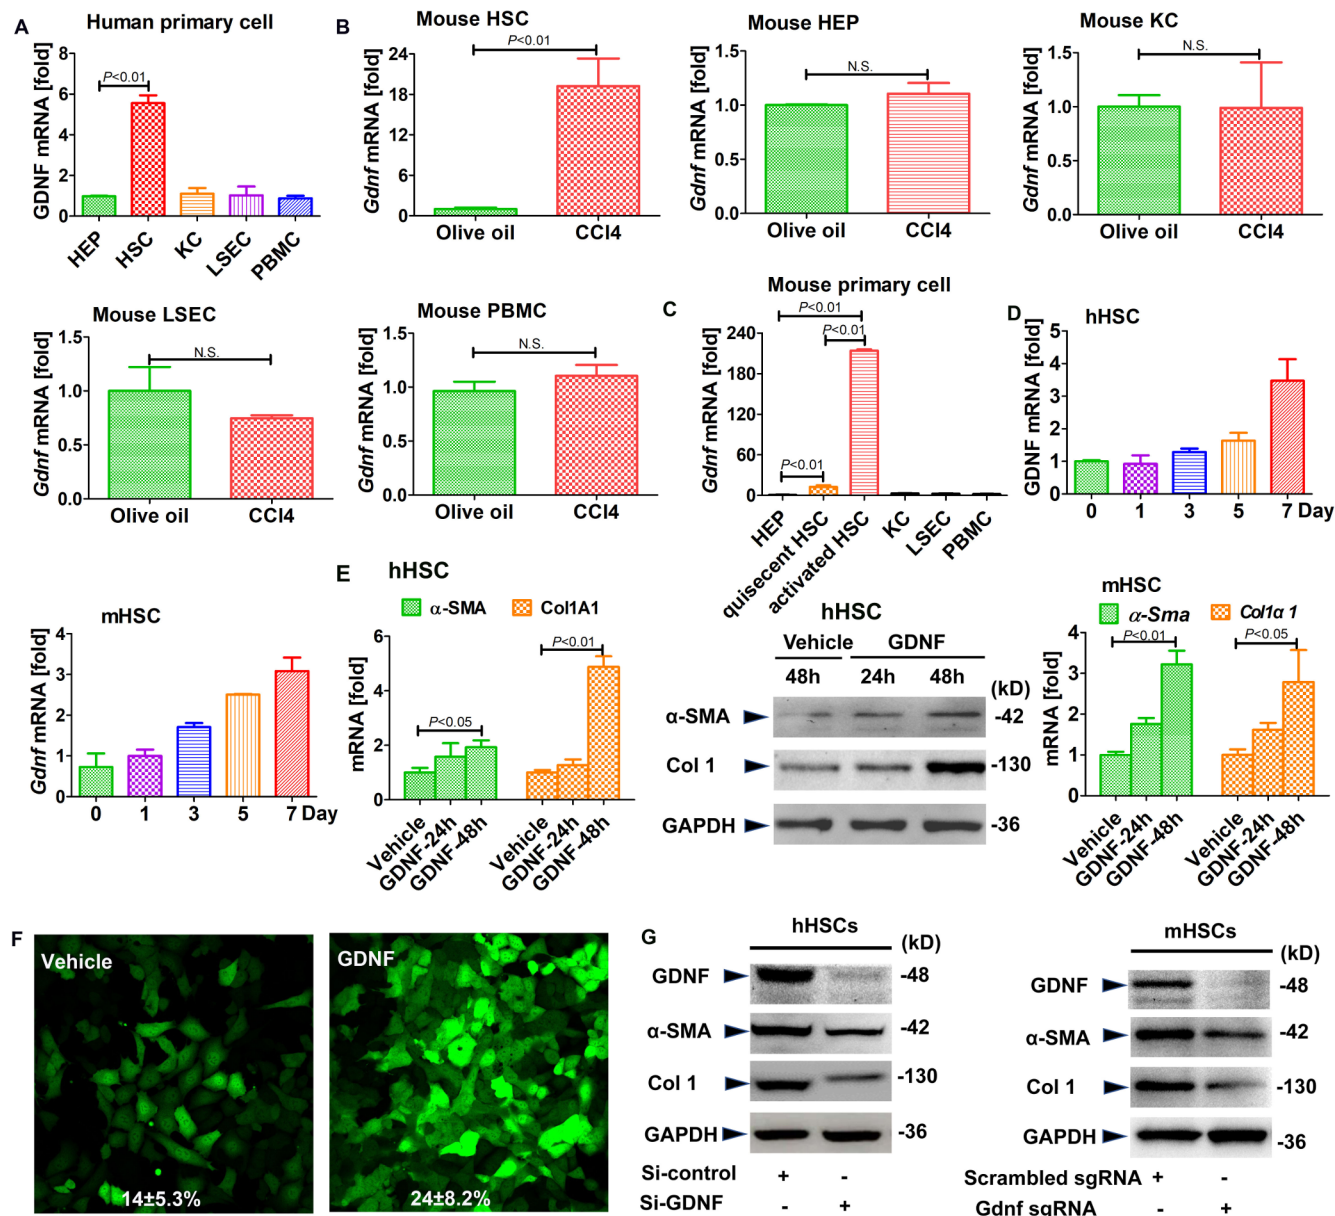 A
Human primary cell
GDNF mRNA [fold]
8
6
4
2
0
P<0.01
HEP
HSC
KC
LSEC
PBMC
B
Mouse HSC
Gdnf mRNA [fold]
24
18
12
6
0
P<0.01
Olive oil
CCl4
Mouse HEP
Gdnf mRNA [fold]
1.5
1.0
0.5
0.0
N.S.
Olive oil
CCl4
Mouse KC
Gdnf mRNA [fold]
1.5
1.0
0.5
0.0
N.S.
Olive oil
CCl4
Mouse LSEC
Gdnf mRNA [fold]
1.5
1.0
0.5
0.0
N.S.
Olive oil
CCl4
Mouse PBMC
Gdnf mRNA [fold]
1.5
1.0
0.5
0.0
N.S.
Olive oil
CCl4
C
Mouse primary cell
Gdnf mRNA [fold]
240
180
120
60
0
P<0.01
P<0.01
P<0.01
HEP
quisecent HSC
activated HSC
KC
LSEC
PBMC
D
hHSC
GDNF mRNA [fold]
5
4
3
2
1
0
0 1 3 5 7 Day
mHSC
Gdnf mRNA [fold]
4
3
2
1
0
0 1 3 5 7 Day
E
hHSC
α-SMA
Col1A1
mRNA [fold]
6
4
2
0
P<0.05
P<0.01
Vehicle
GDNF-24h
GDNF-48h
Vehicle
GDNF-24h
GDNF-48h
hHSC
Vehicle GDNF
48h 24h 48h
(kD)
α-SMA
-42
Col 1
-130
GAPDH
-36
mHSC
α-Sma
Col1α 1
mRNA [fold]
4
3
2
1
0
P<0.01
P<0.05
Vehicle
GDNF-24h
GDNF-48h
Vehicle
GDNF-24h
GDNF-48h
F
Vehicle
14±5.3%
GDNF
24±8.2%
G
hHSCs
(kD)
GDNF
-48
α-SMA
-42
Col 1
-130
GAPDH
-36
Si-control + -
Si-GDNF - +
mHSCs
(kD)
GDNF
-48
α-SMA
-42
Col 1
-130
GAPDH
-36
Scrambled sgRNA + -
Gdnf sgRNA - +